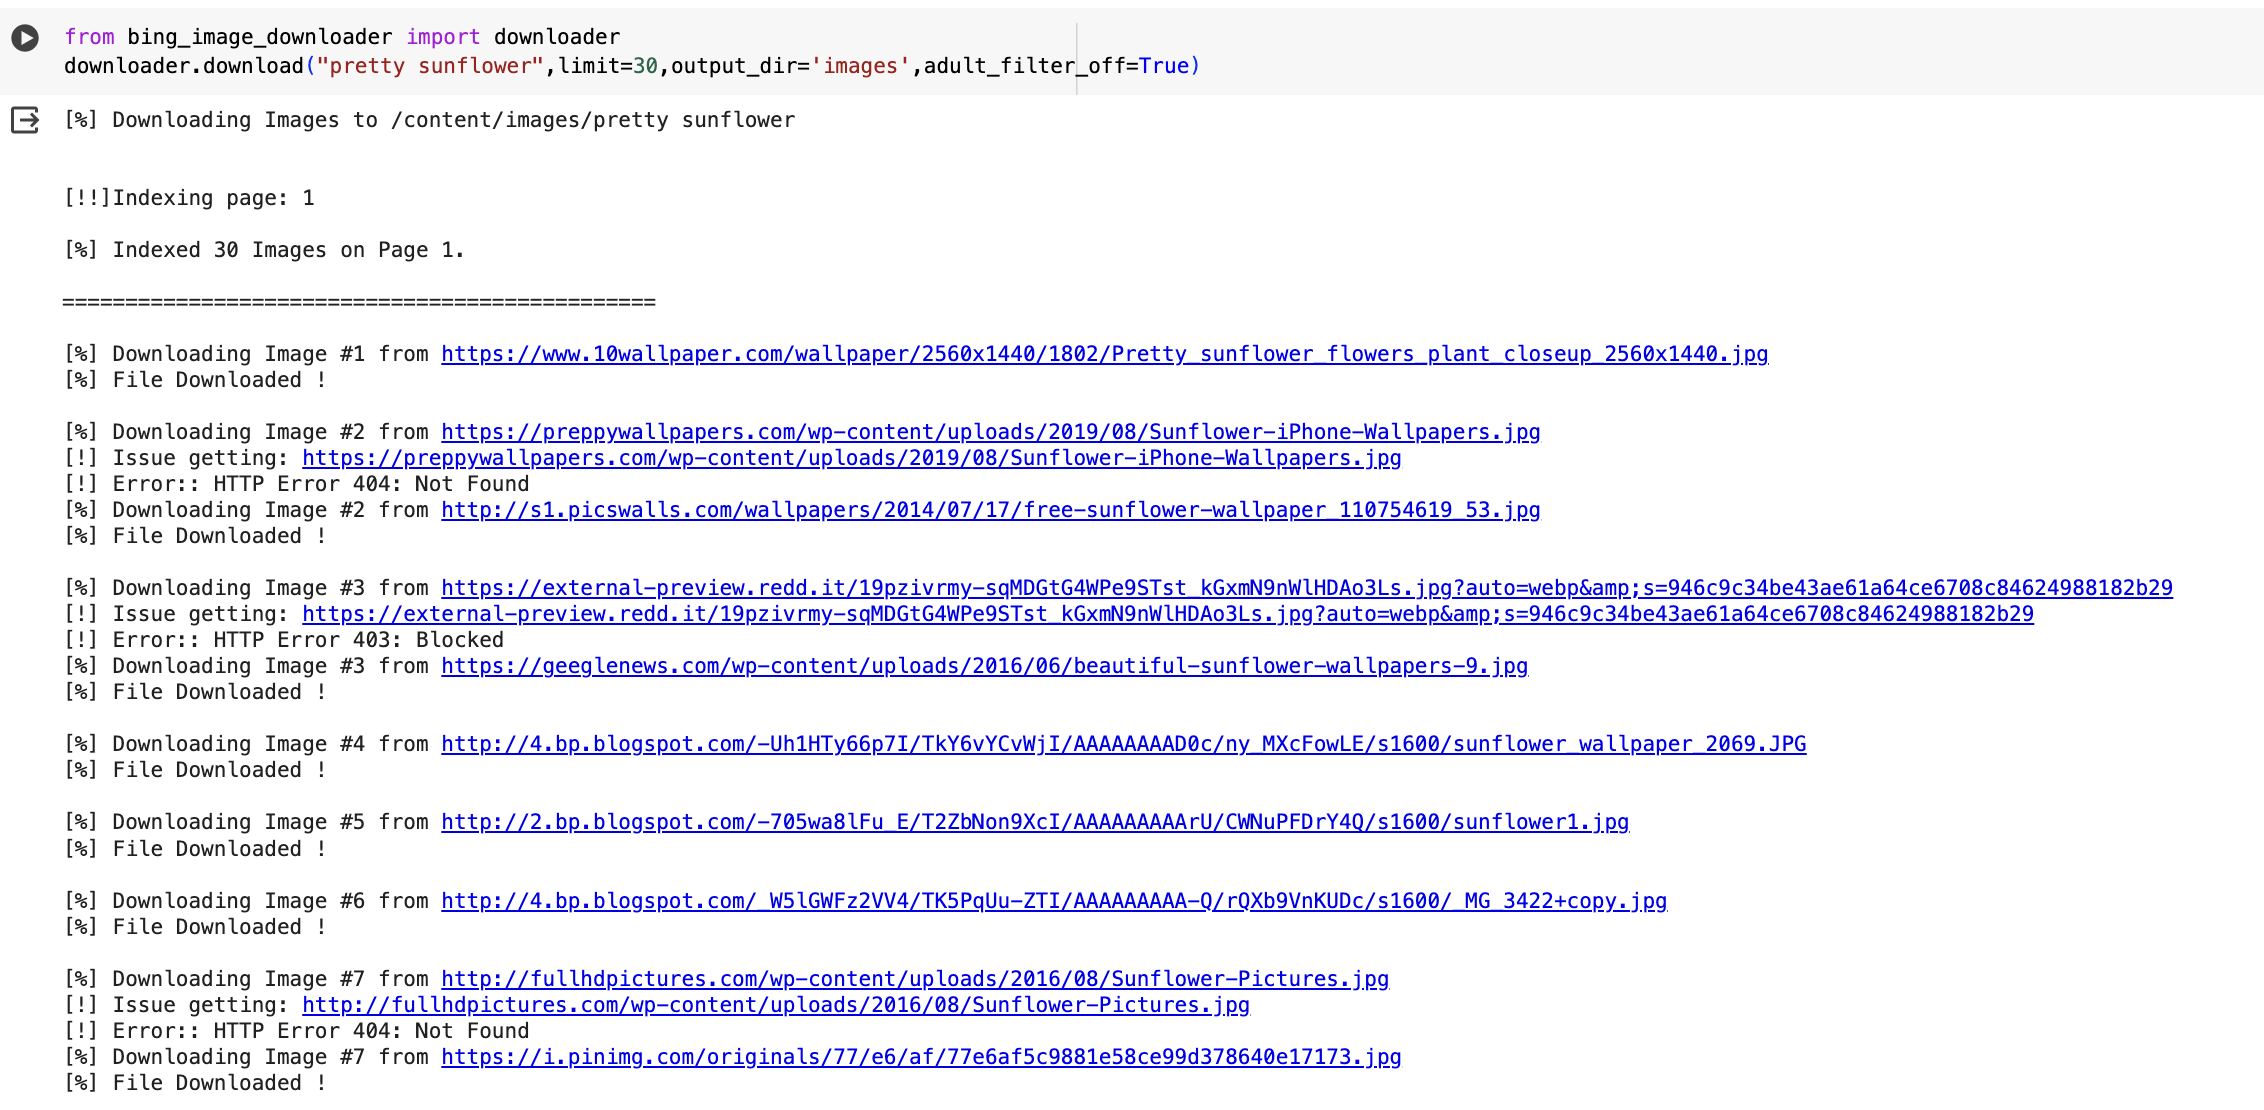 from bing_image_downloader import downloader
downloader.download("pretty sunflower",limit=30,output_dir='images',adult_filter_off=True)
[%] Downloading Images to /content/images/pretty sunflower
[!!]Indexing page: 1
[%] Indexed 30 Images on Page 1.
===============================================
[%] Downloading Image #1 from https://www.10wallpaper.com/wallpaper/2560x1440/1802/Pretty_sunflower_flowers_plant_closeup_2560x1440.jpg
[%] File Downloaded !
[%] Downloading Image #2 from https://preppywallpapers.com/wp-content/uploads/2019/08/Sunflower-iPhone-Wallpapers.jpg
[!] Issue getting: https://preppywallpapers.com/wp-content/uploads/2019/08/Sunflower-iPhone-Wallpapers.jpg
[!] Error:: HTTP Error 404: Not Found
[%] Downloading Image #2 from http://s1.picswalls.com/wallpapers/2014/07/17/free-sunflower-wallpaper_110754619_53.jpg
[%] File Downloaded !
[%] Downloading Image #3 from https://external-preview.redd.it/19pzivrmy-sqMDGtG4WPe9STst_kGxmN9nWlHDAo3Ls.jpg?auto=webp&amp;s=946c9c34be43ae61a64ce6708c84624988182b29
[!] Issue getting: https://external-preview.redd.it/19pzivrmy-sqMDGtG4WPe9STst_kGxmN9nWlHDAo3Ls.jpg?auto=webp&amp;s=946c9c34be43ae61a64ce6708c84624988182b29
[!] Error:: HTTP Error 403: Blocked
[%] Downloading Image #3 from https://geeglenews.com/wp-content/uploads/2016/06/beautiful-sunflower-wallpapers-9.jpg
[%] File Downloaded !
[%] Downloading Image #4 from http://4.bp.blogspot.com/-Uh1HTy66p7I/TkY6vYCvWjI/AAAAAAAAD0c/ny_MXcFowLE/s1600/sunflower_wallpaper_2069.JPG
[%] File Downloaded !
[%] Downloading Image #5 from http://2.bp.blogspot.com/-705wa8lFu_E/T2ZbNon9XcI/AAAAAAAAArU/CWNuPFDrY4Q/s1600/sunflower1.jpg
[%] File Downloaded !
[%] Downloading Image #6 from http://4.bp.blogspot.com/_W5lGWFz2VV4/TK5PqUu-ZTI/AAAAAAAAA-Q/rQXb9VnKUDc/s1600/_MG_3422+copy.jpg
[%] File Downloaded !
[%] Downloading Image #7 from http://fullhdpictures.com/wp-content/uploads/2016/08/Sunflower-Pictures.jpg
[!] Issue getting: http://fullhdpictures.com/wp-content/uploads/2016/08/Sunflower-Pictures.jpg
[!] Error:: HTTP Error 404: Not Found
[%] Downloading Image #7 from https://i.pinimg.com/originals/77/e6/af/77e6af5c9881e58ce99d378640e17173.jpg
[%] File Downloaded !